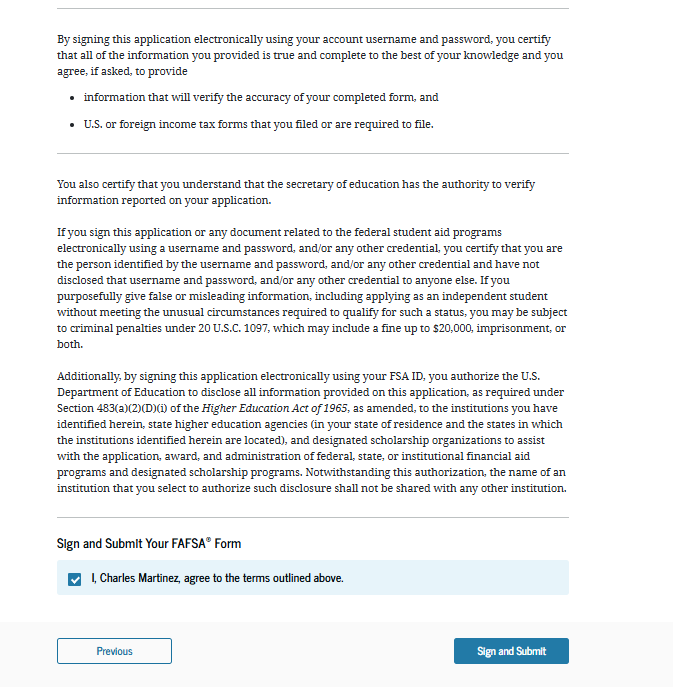 By signing this application electronically using your account username and password, you certify
that all of the information you provided is true and complete to the best of your knowledge and you
agree, if asked, to provide
• information that will verify the accuracy of your completed form, and
• U.S. or foreign income tax forms that you filed or are required to file.
You also certify that you understand that the secretary of education has the authority to verify
information reported on your application.
If you sign this application or any document related to the federal student aid programs
electronically using a username and password, and/or any other credential, you certify that you are
the person identified by the username and password, and/or any other credential and have not
disclosed that username and password, and/or any other credential to anyone else. If you
purposefully give false or misleading information, including applying as an independent student
without meeting the unusual circumstances required to qualify for such a status, you may be subject
to criminal penalties under 20 U.S.C. 1097, which may include a fine up to $20,000, imprisonment, or
both.
Additionally, by signing this application electronically using your FSA ID, you authorize the U.S.
Department of Education to disclose all information provided on this application, as required under
Section 483(a)(2)(D)(i) of the Higher Education Act of 1965, as amended, to the institutions you have
identified herein, state higher education agencies (in your state of residence and the states in which
the institutions identified herein are located), and designated scholarship organizations to assist
with the application, award, and administration of federal, state, or institutional financial aid
programs and designated scholarship programs. Notwithstanding this authorization, the name of an
institution that you select to authorize such disclosure shall not be shared with any other institution.
Sign and Submit Your FAFSA® Form
I, Charles Martinez, agree to the terms outlined above.
Previous
Sign and Submit